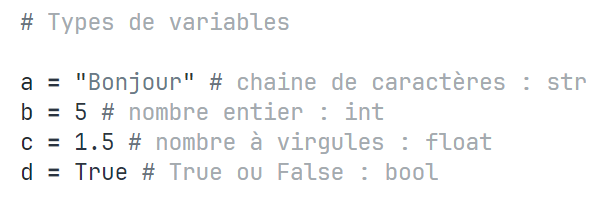 # Types de variables
a = "Bonjour" # chaine de caractères : str
b = 5 # nombre entier : int
c = 1.5 # nombre à virgules : float
d = True # True ou False : bool